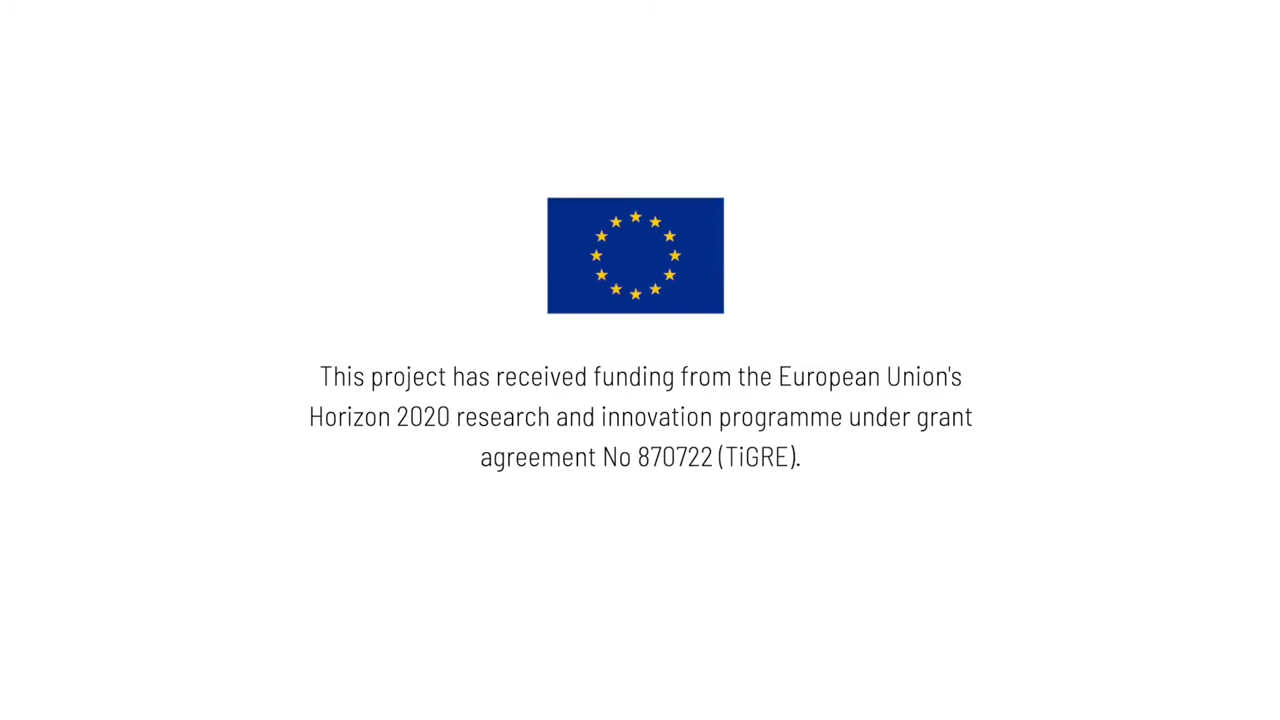 This project has received funding from the European Union's
Horizon 2020 research and innovation programme under grant
agreement No 870722 (TiGRE).